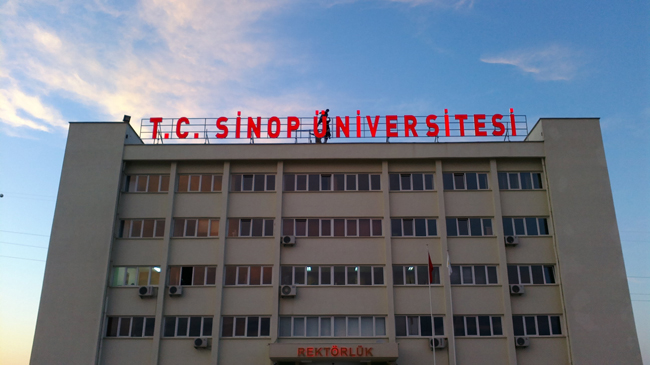 T.C. SİNOP ÜNİVERSİTESİ
REKTÖRLÜK